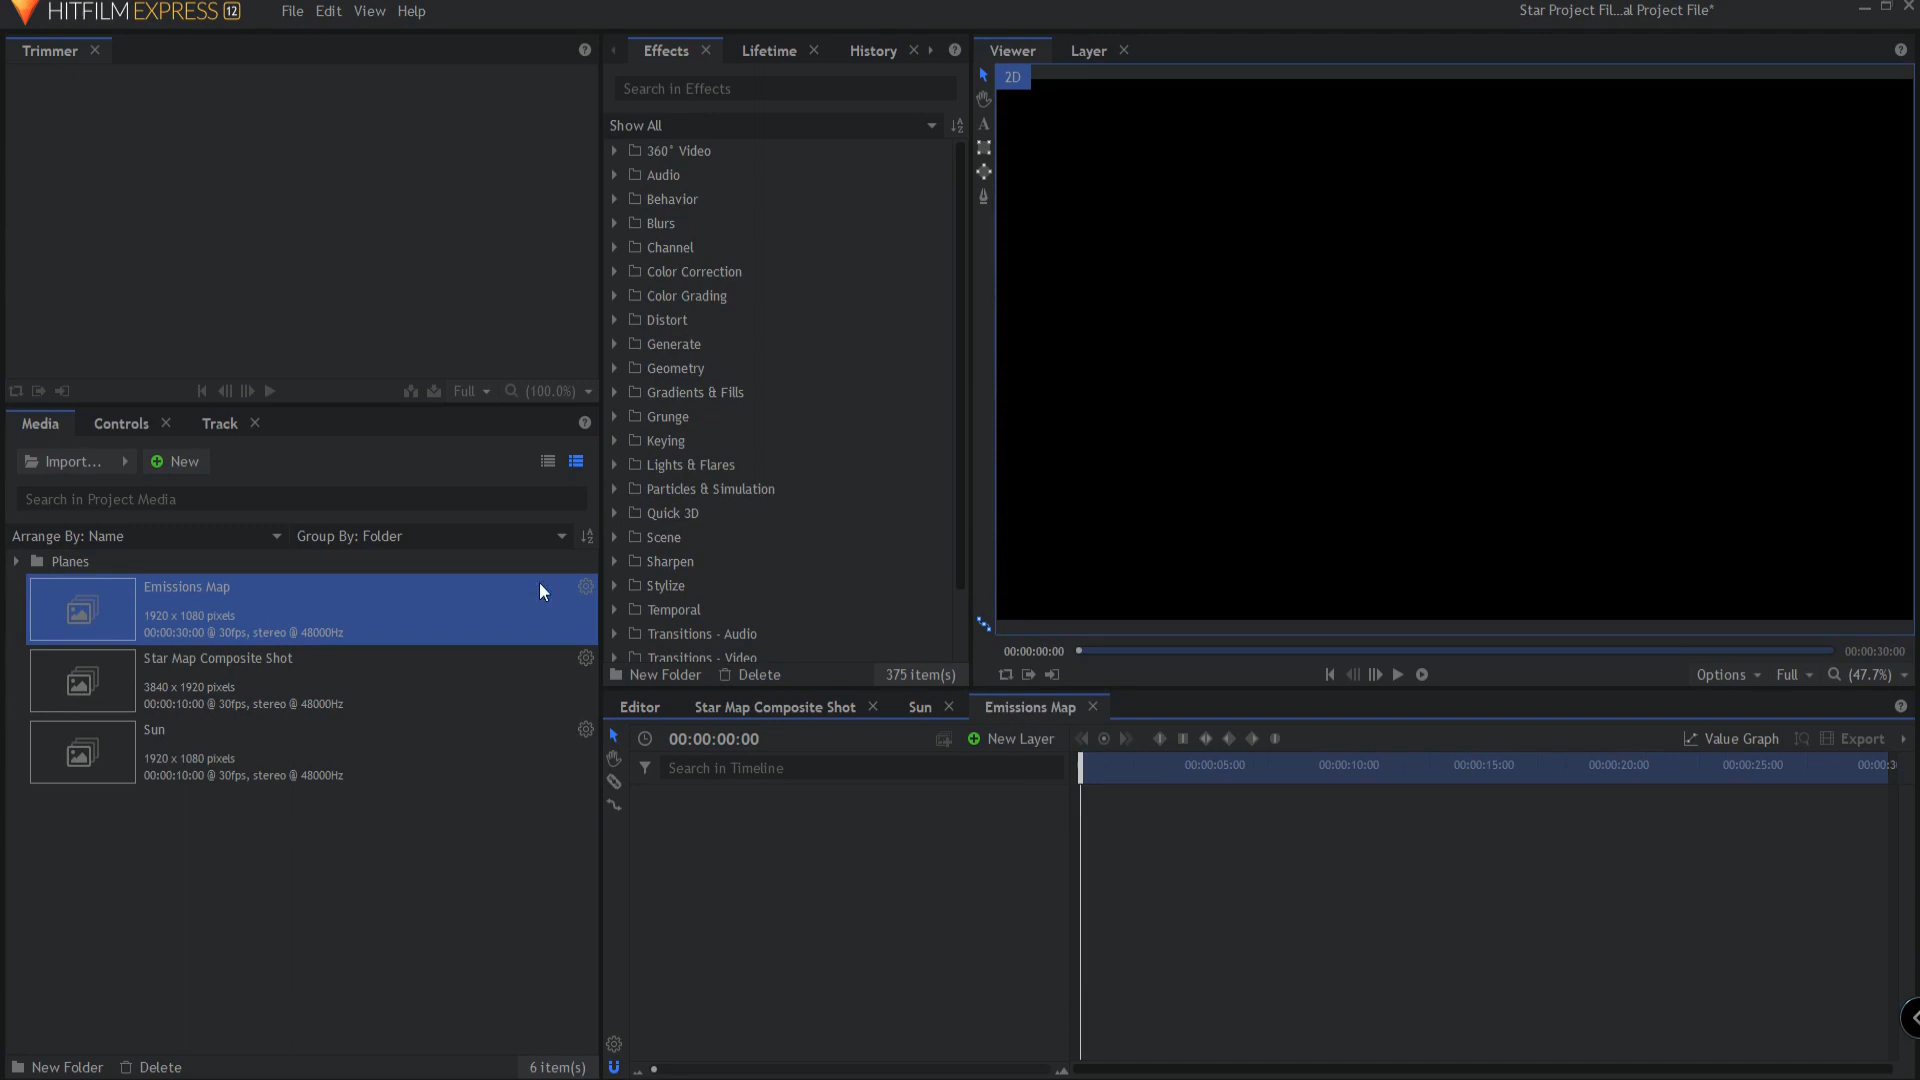 HITFILM EXPRESS 12
File Edit View Help
Star Project Fil...al Project File*
Trimmer
Full (100.0%)
Media Controls Track
Import... New
Search in Project Media
Arrange By: Name Group By: Folder
Planes
Emissions Map
1920 x 1080 pixels
00:00:30:00 @ 30fps, stereo @ 48000Hz
Star Map Composite Shot
3840 x 1920 pixels
00:00:10:00 @ 30fps, stereo @ 48000Hz
Sun
1920 x 1080 pixels
00:00:10:00 @ 30fps, stereo @ 48000Hz
New Folder Delete 6 item(s)
Effects Lifetime History
Search in Effects
Show All
360° Video
Audio
Behavior
Blurs
Channel
Color Correction
Color Grading
Distort
Generate
Geometry
Gradients & Fills
Grunge
Keying
Lights & Flares
Particles & Simulation
Quick 3D
Scene
Sharpen
Stylize
Temporal
Transitions - Audio
Transitions - Video
New Folder Delete 375 item(s)
Viewer Layer
2D
A
00:00:00:00 00:00:30:00
Options Full (47.7%)
Editor Star Map Composite Shot Sun Emissions Map
00:00:00:00 New Layer Value Graph Export
Search in Timeline
00:00:05:00 00:00:10:00 00:00:15:00 00:00:20:00 00:00:25:00